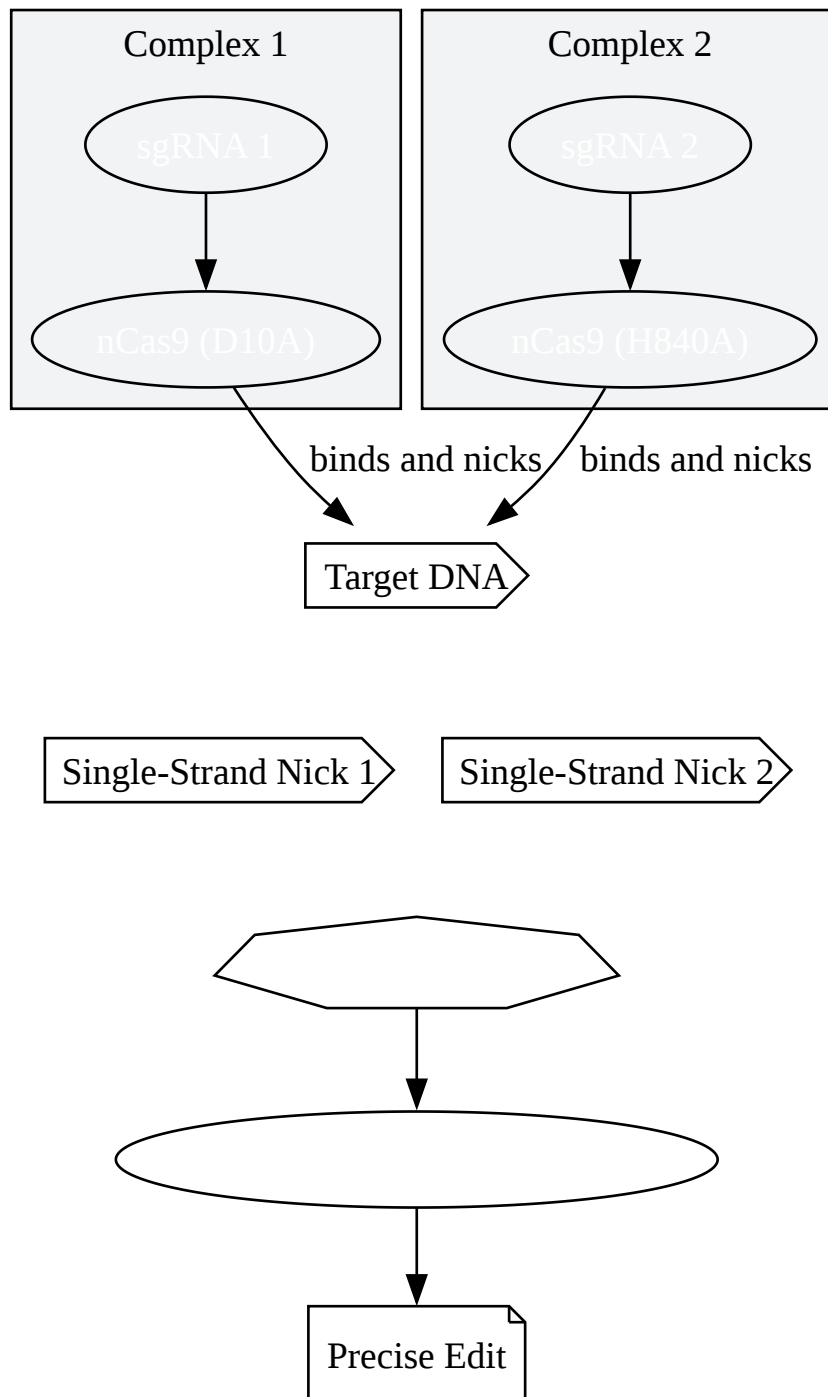 Complex 1
Complex 2
sgRNA 1
sgRNA 2
nCas9 (D10A)
nCas9 (H840A)
binds and nicks
binds and nicks
Target DNA
Single-Strand Nick 1
Single-Strand Nick 2
Precise Edit